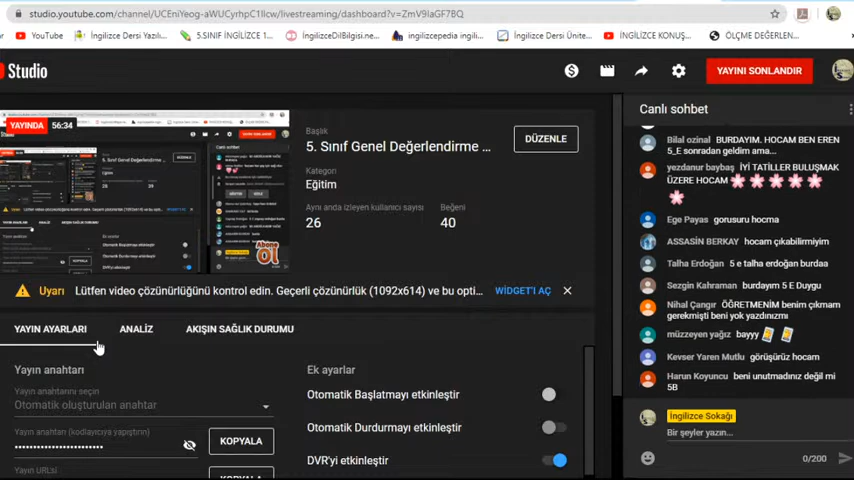 studio.youtube.com/channel/UCEniYeog-aWUCyrhpC1llcw/livestreaming/dashboard?v=ZmV9IaGF7BQ
YouTube
İngilizce Dersi Yazılı...
5.SINIF İNGİLİZCE 1...
İngilizceDilBilgisi.ne...
ingilizcepedia ingili...
İngilizce Dersi Ünite...
İNGİLİZCE KONUŞ...
ÖLÇME DEĞERLEN...
Studio
YAYINI SONLANDIR
YAYINDA 56:34
Başlık
5. Sınıf Genel Değerlendirme ...
DÜZENLE
Kategori
Eğitim
Aynı anda izleyen kullanıcı sayısı
Beğeni
26
40
Abone
Ol
Uyarı
Lütfen video çözünürlüğünü kontrol edin. Geçerli çözünürlük (1092x614) ve bu opti...
WIDGET'I AÇ
YAYIN AYARLARI
ANALİZ
AKIŞIN SAĞLIK DURUMU
Yayın anahtarı
Yayın anahtarını seçin
Otomatik oluşturulan anahtar
Yayın anahtarı (kodlayıcıya yapıştırın)
KOPYALA
Yayın URLsi
KOPYALA
Ek ayarlar
Otomatik Başlatmayı etkinleştir
Otomatik Durdurmayı etkinleştir
DVR'yi etkinleştir
Canlı sohbet
Bilal ozinal BURDAYIM. HOCAM BEN EREN
5_E sonradan geldim ama...
yezdanur baybaş İYİ TATİLLER BULUŞMAK
ÜZERE HOCAM
Ege Payas gorusuru hocma
ASSASİN BERKAY hocam çıkabilirmiyim
Talha Erdoğan 5 e talha erdoğan burdaa
Sezgin Kahraman burdayım 5 E Duygu
Nihal Çangır ÖĞRETMENİM benim çıkmam
gerekmişti beni yok yazdınızmı
müzzeyen yağız bayyy
Kevser Yaren Mutlu görüşürüz hocam
Harun Koyuncu beni unutmadınız değil mi
5B
İngilizce Sokağı
Bir şeyler yazın...
0/200